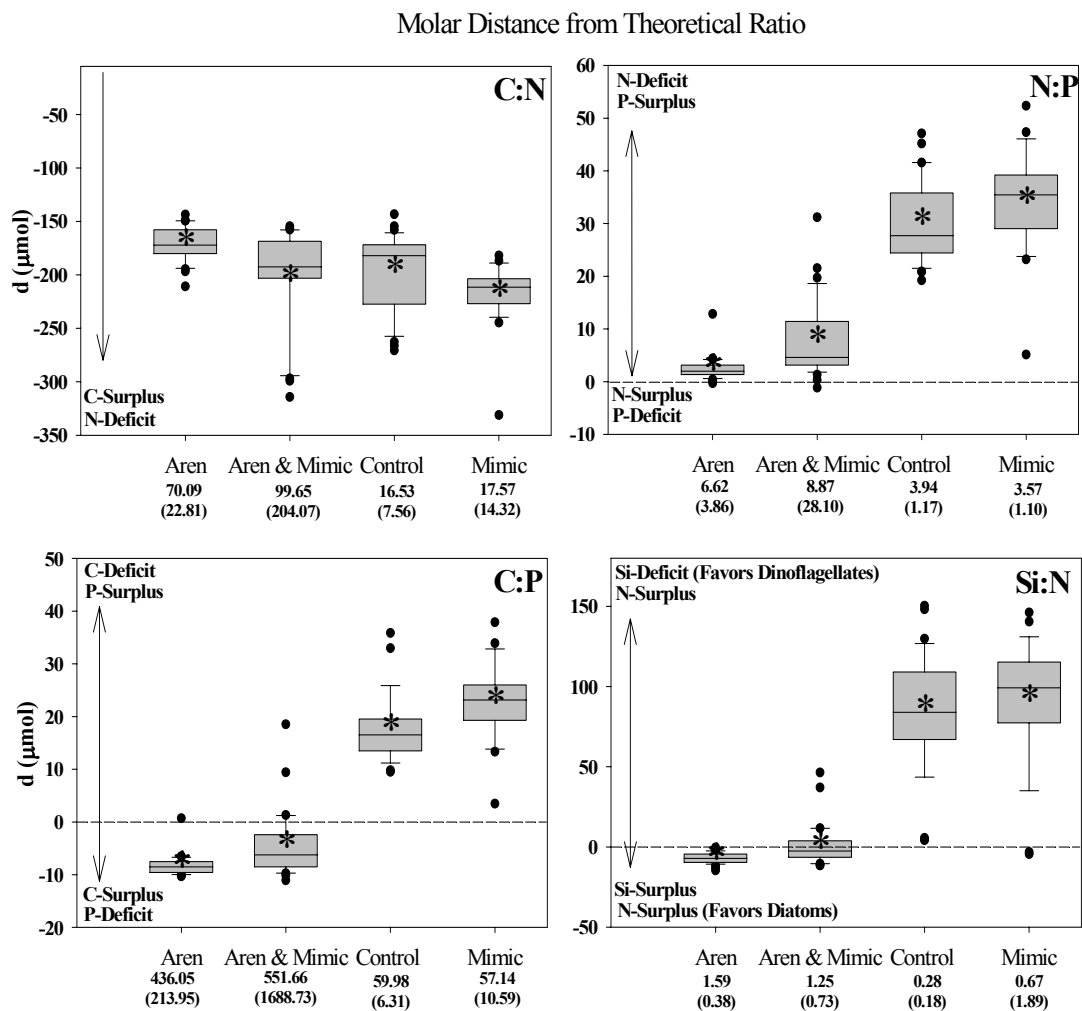 Molar Distance from Theoretical Ratio
C:N
d (μmol)
-50
-100
-150
-200
-250
-300
-350
C-Surplus
N-Deficit
Aren Aren & Mimic Control Mimic
70.09 99.65 16.53 17.57
(22.81) (204.07) (7.56) (14.32)
N:P
60
50
40
30
20
10
0
-10
N-Deficit
P-Surplus
N-Surplus
P-Deficit
Aren Aren & Mimic Control Mimic
6.62 8.87 3.94 3.57
(3.86) (28.10) (1.17) (1.10)
C:P
d (μmol)
50
40
30
20
10
0
-10
-20
C-Deficit
P-Surplus
C-Surplus
P-Deficit
Aren Aren & Mimic Control Mimic
436.05 551.66 59.98 57.14
(213.95) (1688.73) (6.31) (10.59)
Si:N
150
100
50
0
-50
Si-Deficit (Favors Dinoflagellates)
N-Surplus
Si-Surplus
N-Surplus (Favors Diatoms)
Aren Aren & Mimic Control Mimic
1.59 1.25 0.28 0.67
(0.38) (0.73) (0.18) (1.89)